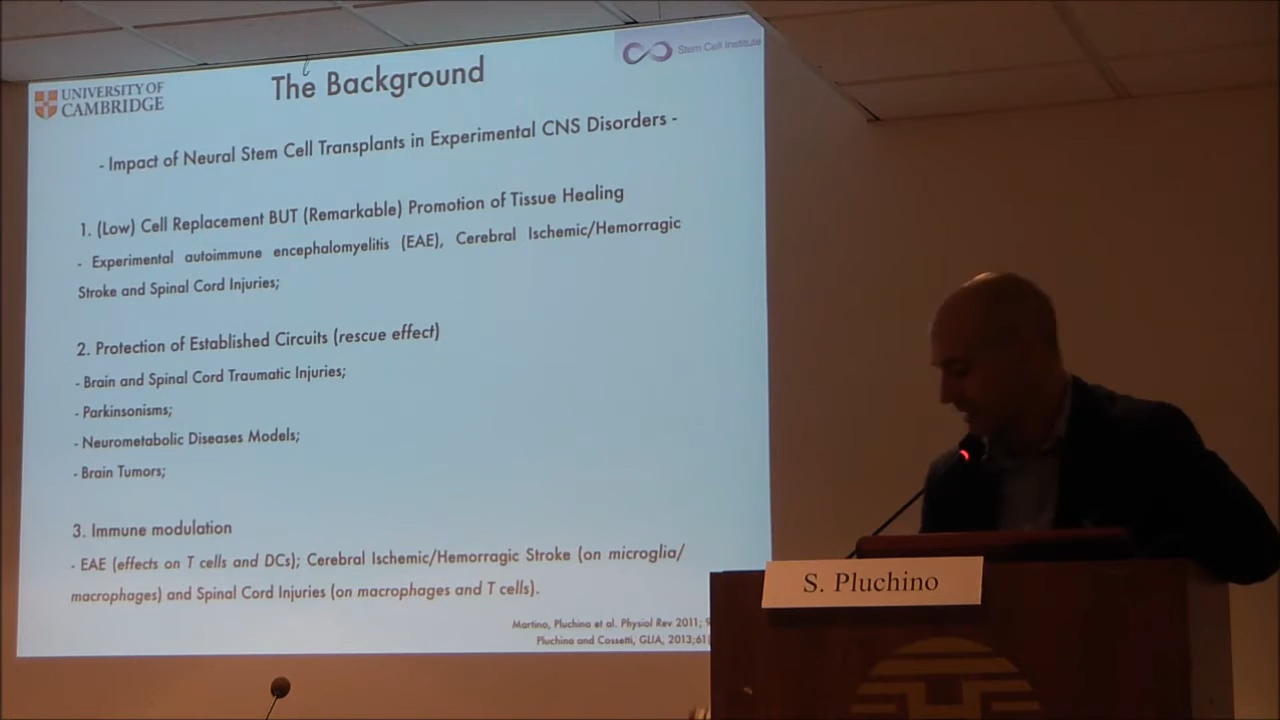 UNIVERSITY OF
CAMBRIDGE
The Background
Stem Cell Institute
- Impact of Neural Stem Cell Transplants in Experimental CNS Disorders -
1. (Low) Cell Replacement BUT (Remarkable) Promotion of Tissue Healing
- Experimental autoimmune encephalomyelitis (EAE), Cerebral Ischemic/Hemorragic
Stroke and Spinal Cord Injuries;
2. Protection of Established Circuits (rescue effect)
- Brain and Spinal Cord Traumatic Injuries;
- Parkinsonisms;
- Neurometabolic Diseases Models;
- Brain Tumors;
3. Immune modulation
- EAE (effects on T cells and DCs); Cerebral Ischemic/Hemorragic Stroke (on microglia/
macrophages) and Spinal Cord Injuries (on macrophages and T cells).
Martino, Pluchino et al. Physiol Rev 2011;
Pluchino and Cossetti, GLIA, 2013;61
S. Pluchino